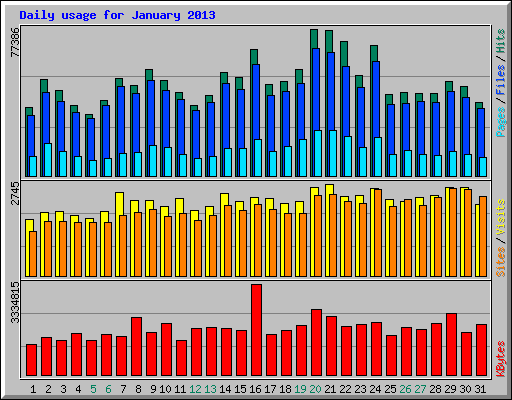 Daily usage for January 2013
77386
Pages / Files / Hits
2745
Sites / Visits
3334815
KBytes
1 2 3 4 5 6 7 8 9 10 11 12 13 14 15 16 17 18 19 20 21 22 23 24 25 26 27 28 29 30 31